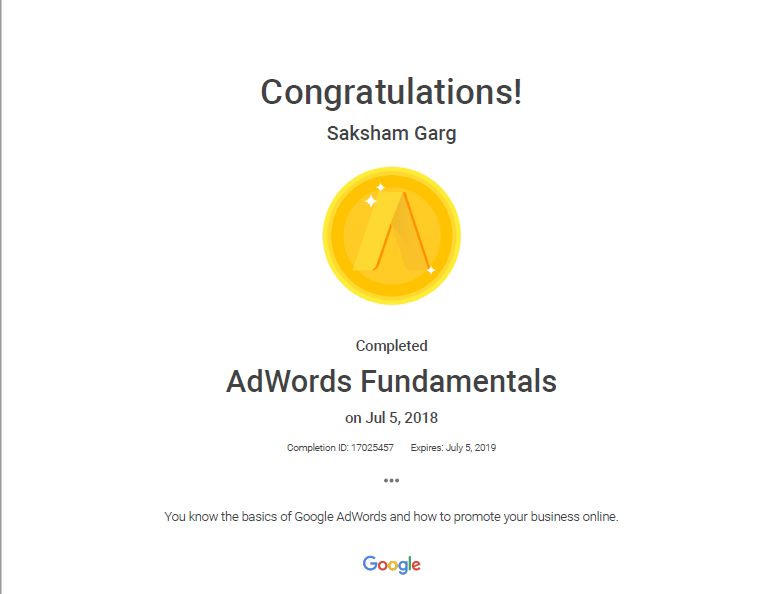 Congratulations!
Saksham Garg
Completed
AdWords Fundamentals
on Jul 5, 2018
Completion ID: 17025457 Expires: July 5, 2019
•••
You know the basics of Google AdWords and how to promote your business online.
Google